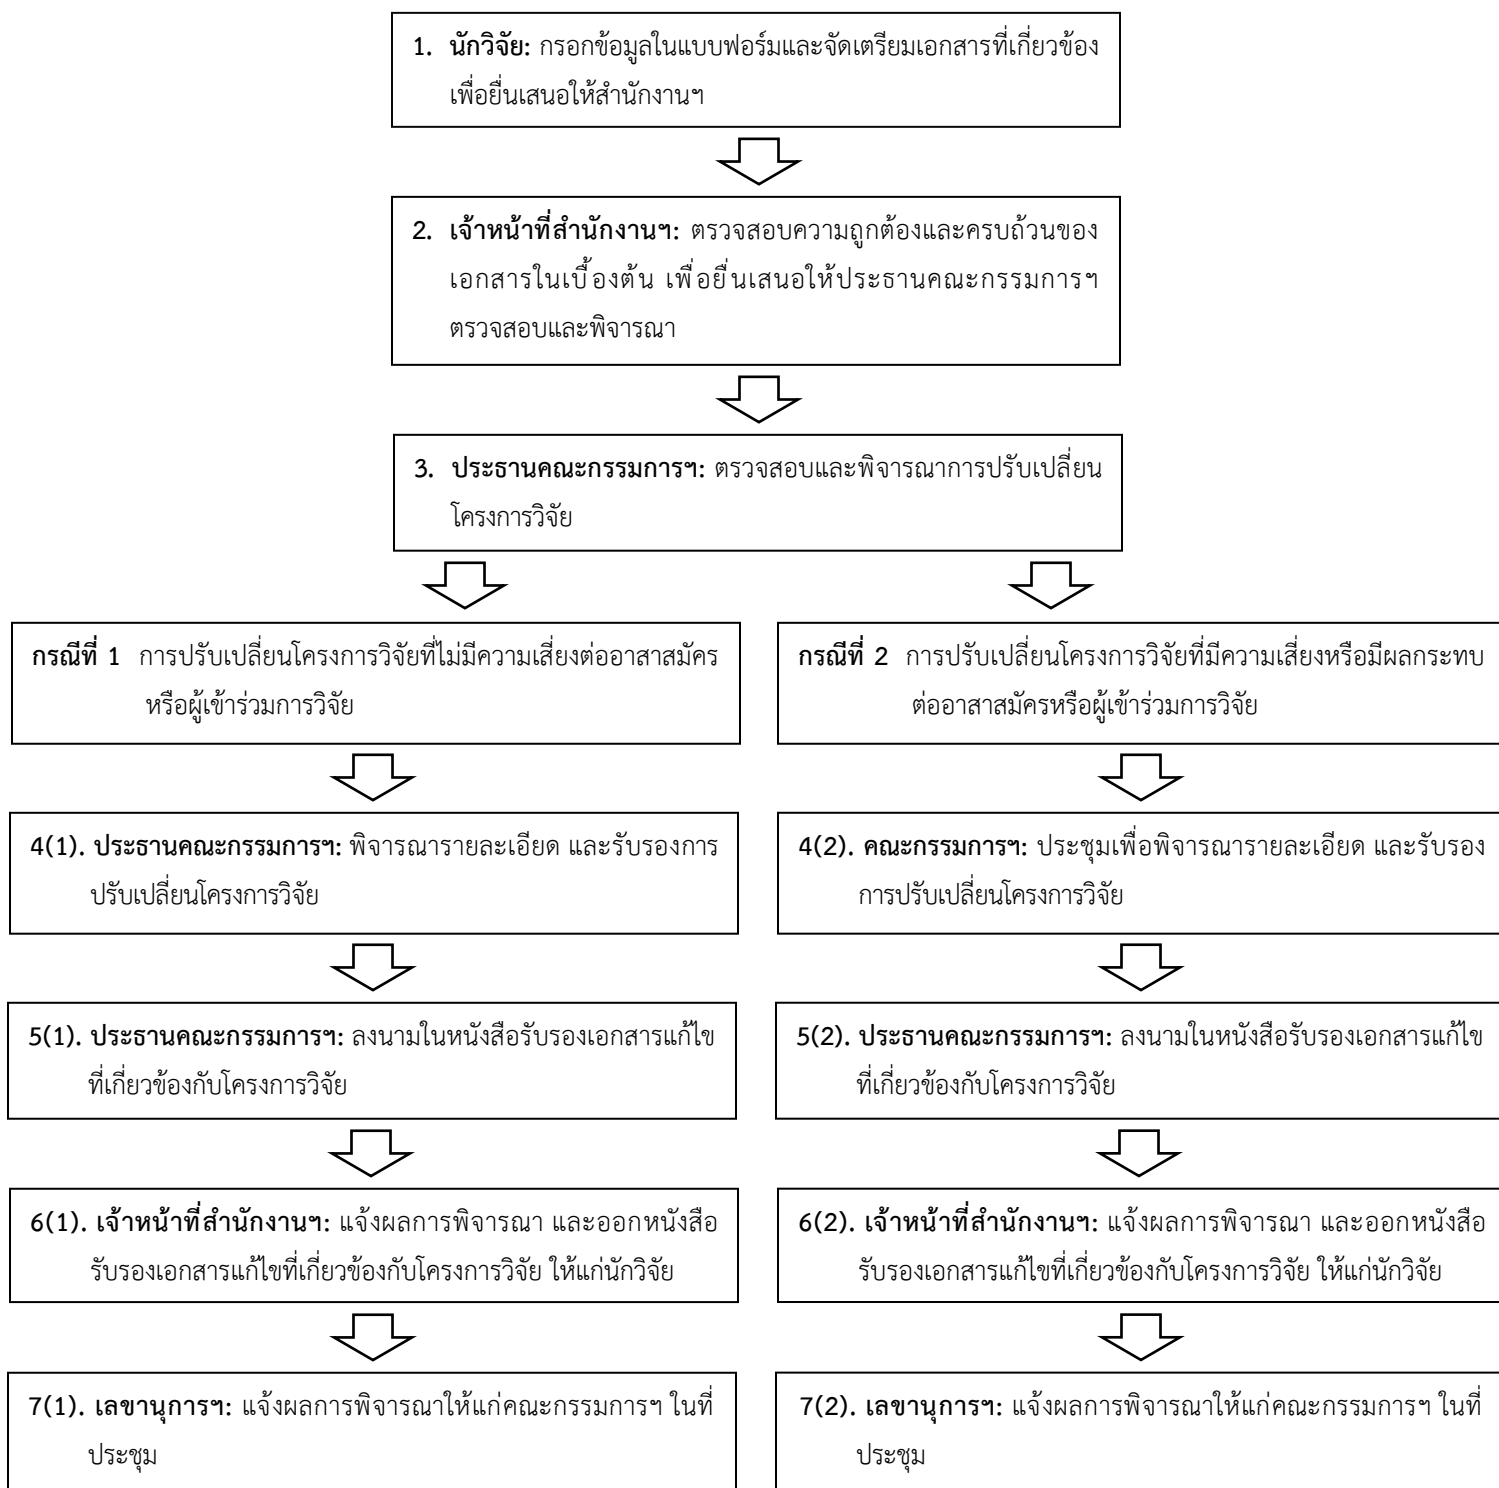 1. นักวิจัย: กรอกข้อมูลในแบบฟอร์มและจัดเตรียมเอกสารที่เกี่ยวข้อง
เพื่อยื่นเสนอให้สำนักงานฯ
2. เจ้าหน้าที่สำนักงานฯ: ตรวจสอบความถูกต้องและครบถ้วนของ
เอกสารในเบื้องต้น เพื่อยื่นเสนอให้ประธานคณะกรรมการฯ
ตรวจสอบและพิจารณา
3. ประธานคณะกรรมการฯ: ตรวจสอบและพิจารณาการปรับเปลี่ยน
โครงการวิจัย
กรณีที่ 1 การปรับเปลี่ยนโครงการวิจัยที่ไม่มีความเสี่ยงต่ออาสาสมัคร
หรือผู้เข้าร่วมการวิจัย
4(1). ประธานคณะกรรมการฯ: พิจารณารายละเอียด และรับรองการ
ปรับเปลี่ยนโครงการวิจัย
5(1). ประธานคณะกรรมการฯ: ลงนามในหนังสือรับรองเอกสารแก้ไข
ที่เกี่ยวข้องกับโครงการวิจัย
6(1). เจ้าหน้าที่สำนักงานฯ: แจ้งผลการพิจารณา และออกหนังสือ
รับรองเอกสารแก้ไขที่เกี่ยวข้องกับโครงการวิจัย ให้แก่นักวิจัย
7(1). เลขานุการฯ: แจ้งผลการพิจารณาให้แก่คณะกรรมการฯ ในที่
ประชุม
กรณีที่ 2 การปรับเปลี่ยนโครงการวิจัยที่มีความเสี่ยงหรือมีผลกระทบ
ต่ออาสาสมัครหรือผู้เข้าร่วมการวิจัย
4(2). คณะกรรมการฯ: ประชุมเพื่อพิจารณารายละเอียด และรับรอง
การปรับเปลี่ยนโครงการวิจัย
5(2). ประธานคณะกรรมการฯ: ลงนามในหนังสือรับรองเอกสารแก้ไข
ที่เกี่ยวข้องกับโครงการวิจัย
6(2). เจ้าหน้าที่สำนักงานฯ: แจ้งผลการพิจารณา และออกหนังสือ
รับรองเอกสารแก้ไขที่เกี่ยวข้องกับโครงการวิจัย ให้แก่นักวิจัย
7(2). เลขานุการฯ: แจ้งผลการพิจารณาให้แก่คณะกรรมการฯ ในที่
ประชุม